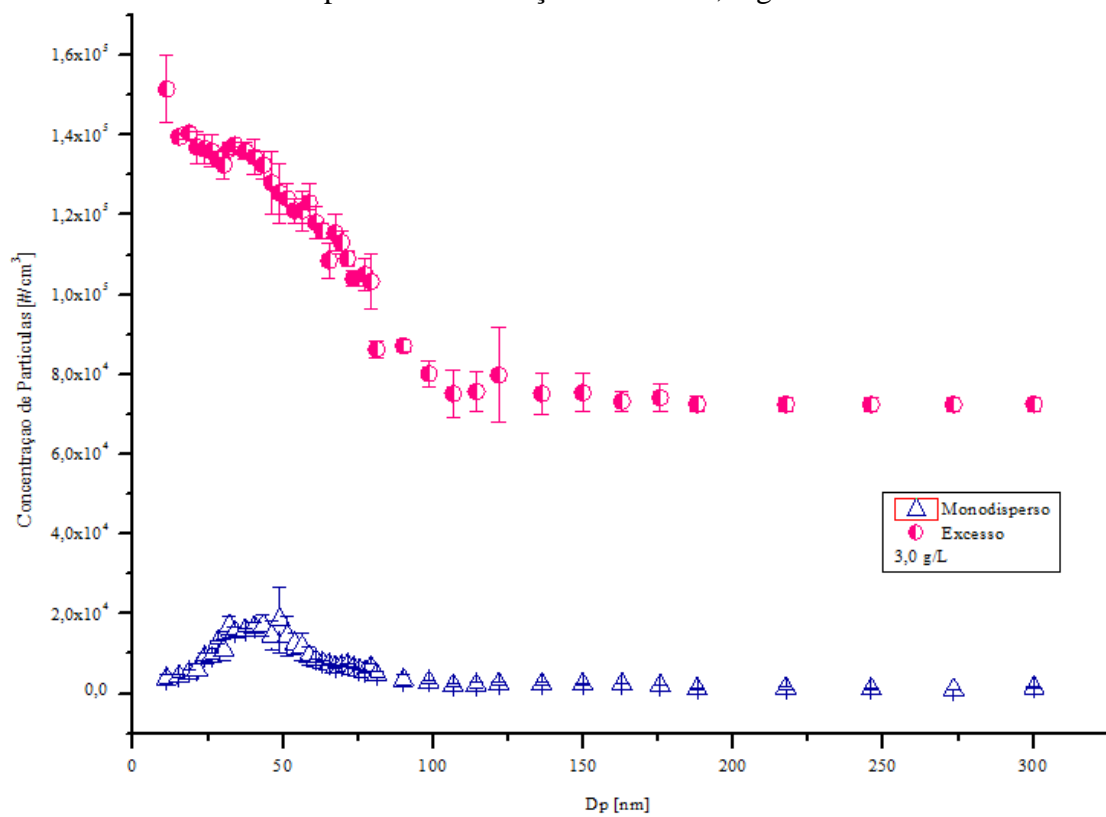 1,6x10⁵
1,4x10⁵
1,2x10⁵
1,0x10⁵
8,0x10⁴
6,0x10⁴
4,0x10⁴
2,0x10⁴
0,0
Concentração de Partículas [#/cm³]
Monodisperso
Excesso
3,0 g/L
0 50 100 150 200 250 300
Dp [nm]